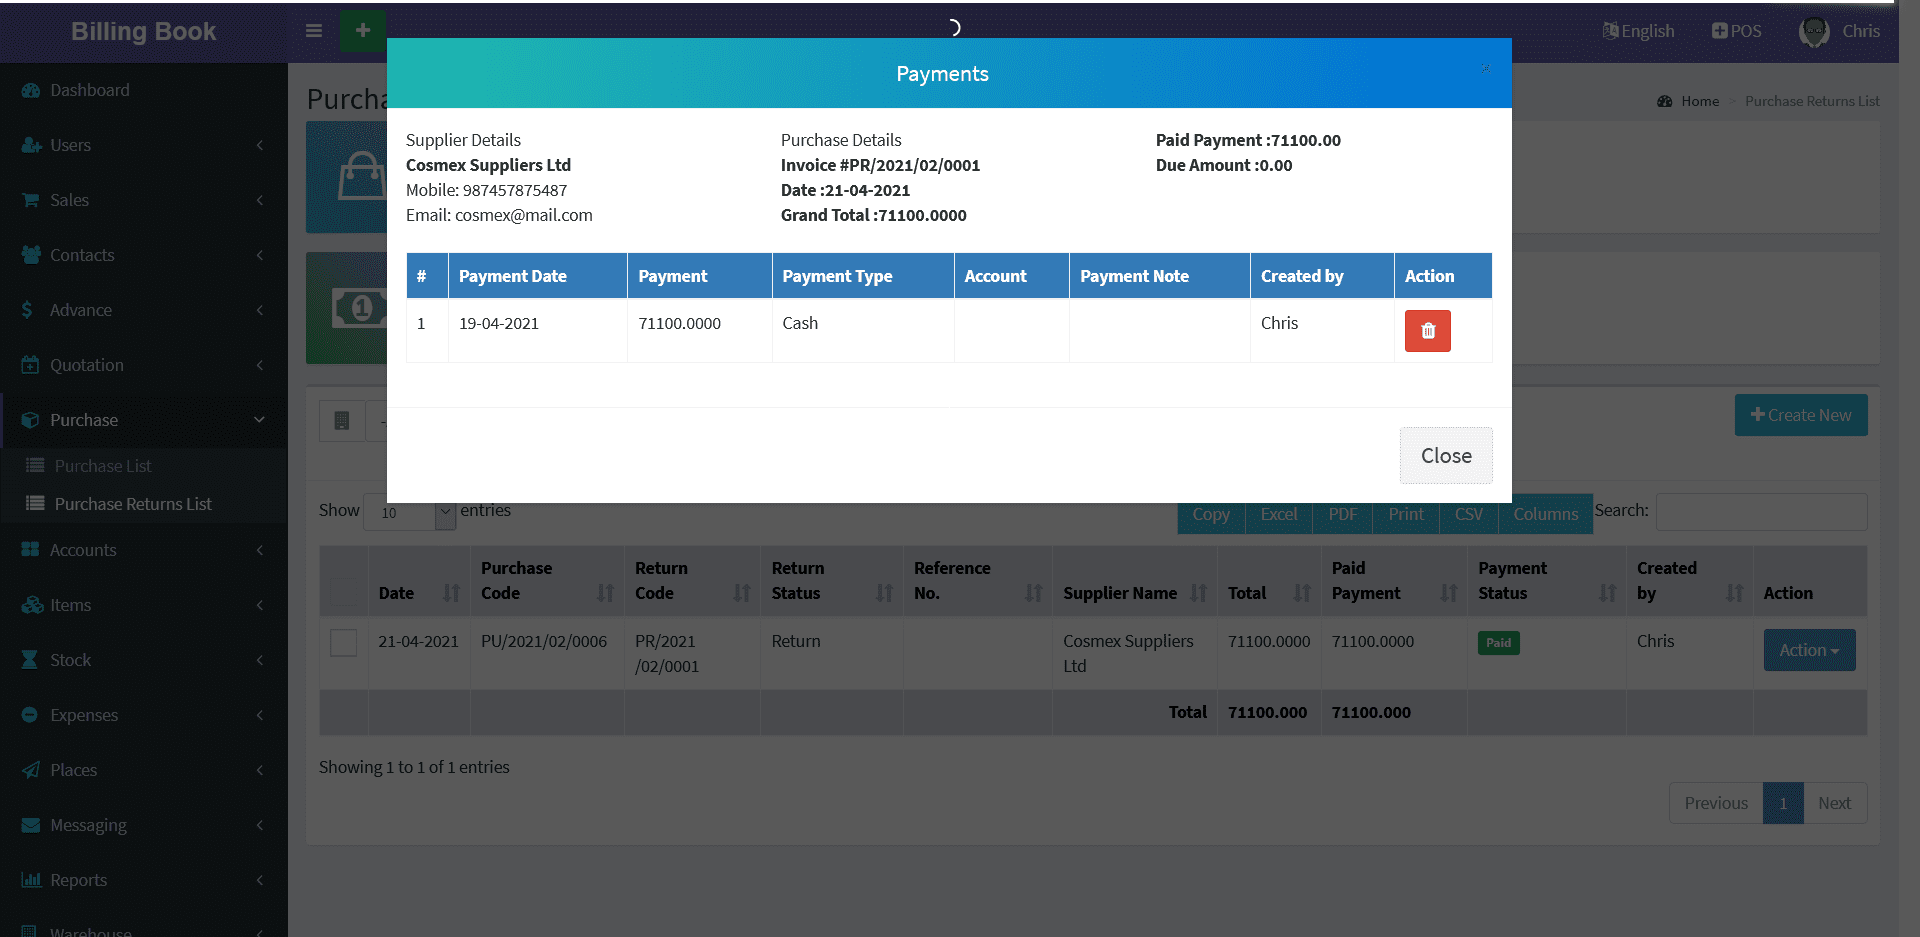 Billing Book
English
POS
Chris
Dashboard
Users
Sales
Contacts
Advance
Quotation
Purchase
Purchase List
Purchase Returns List
Accounts
Items
Stock
Expenses
Places
Messaging
Reports
Warehouse
Purcha
Home > Purchase Returns List
Payments
Supplier Details
Cosmex Suppliers Ltd
Mobile: 987457875487
Email: cosmex@mail.com
Purchase Details
Invoice #PR/2021/02/0001
Date :21-04-2021
Grand Total :71100.0000
Paid Payment :71100.00
Due Amount :0.00
# Payment Date Payment Payment Type Account Payment Note Created by Action
1 19-04-2021 71100.0000 Cash Chris
Close
Create New
Show 10 entries
Copy Excel PDF Print CSV Columns
Search:
Date Purchase Code Return Code Return Status Reference No. Supplier Name Total Paid Payment Payment Status Created by Action
21-04-2021 PU/2021/02/0006 PR/2021 Return Cosmex Suppliers 71100.0000 71100.0000 Paid Chris Action
/02/0001 Ltd
Total 71100.000 71100.000
Showing 1 to 1 of 1 entries
Previous 1 Next